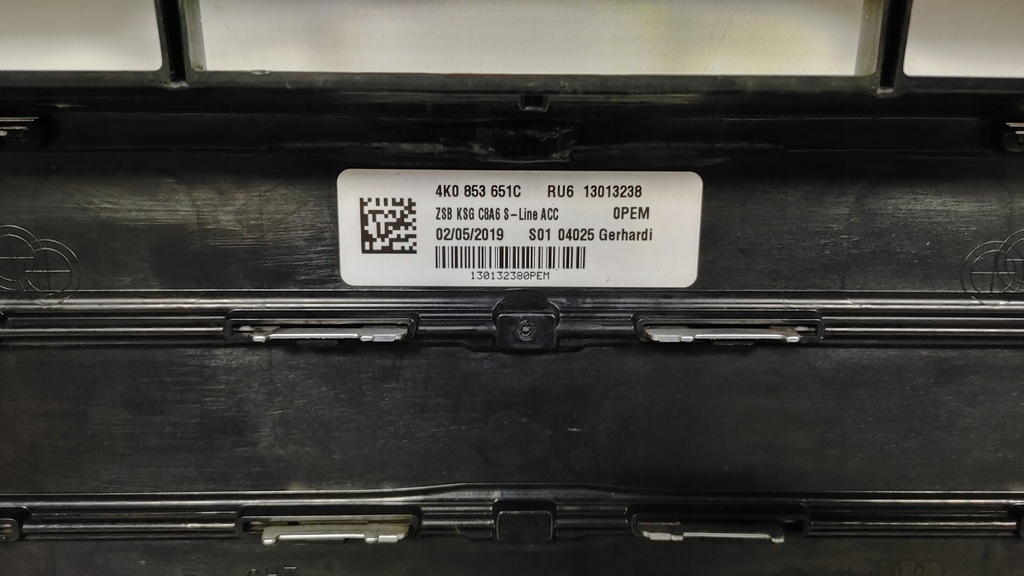 4K0 853 651C RU6 13013238
ZSB KSG C8A6 S-Line ACC 0PEM
02/05/2019 S01 04025 Gerhardi
130132380PEM